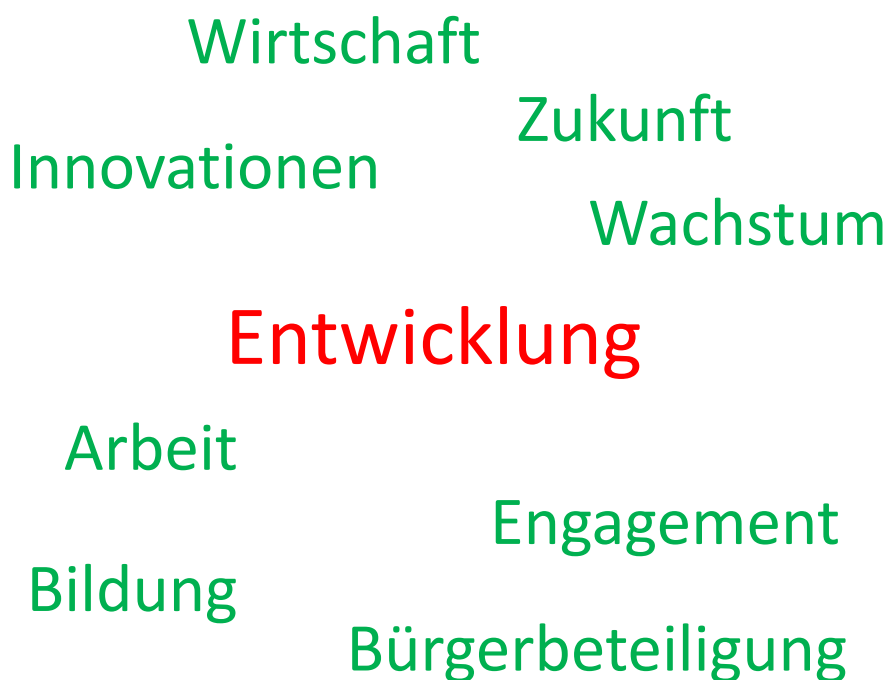 Wirtschaft
Zukunft
Innovationen
Wachstum
Entwicklung
Arbeit
Engagement
Bildung
Bürgerbeteiligung